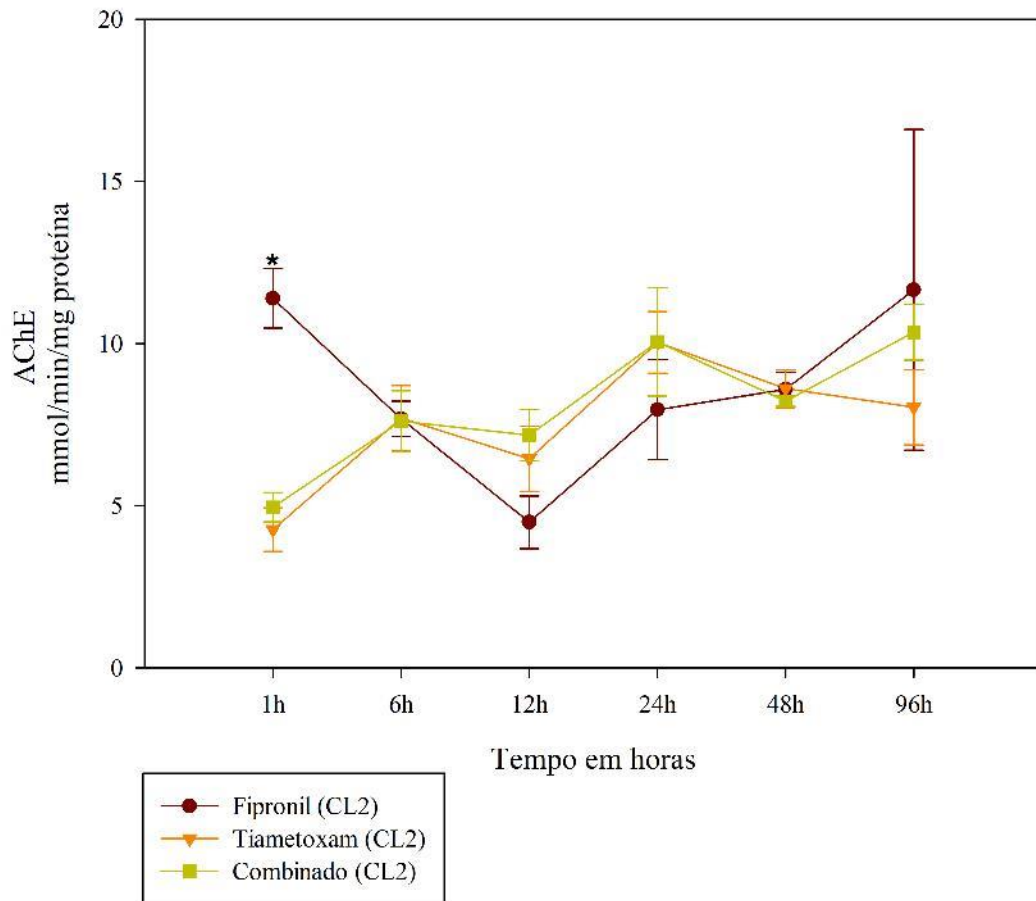 20
15
10
5
0
AChE
mmol/min/mg proteína
*
1h 6h 12h 24h 48h 96h
Tempo em horas
Fipronil (CL2)
Tiametoxam (CL2)
Combinado (CL2)